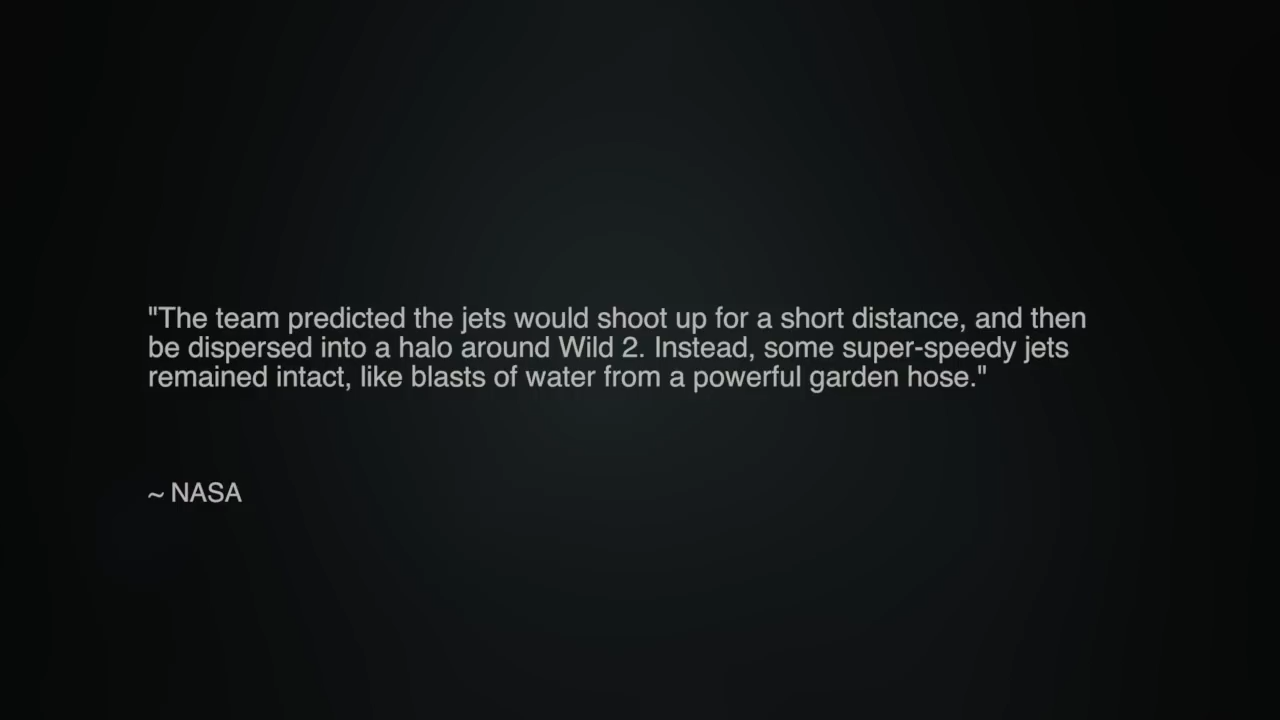 "The team predicted the jets would shoot up for a short distance, and then
be dispersed into a halo around Wild 2. Instead, some super-speedy jets
remained intact, like blasts of water from a powerful garden hose."
~ NASA